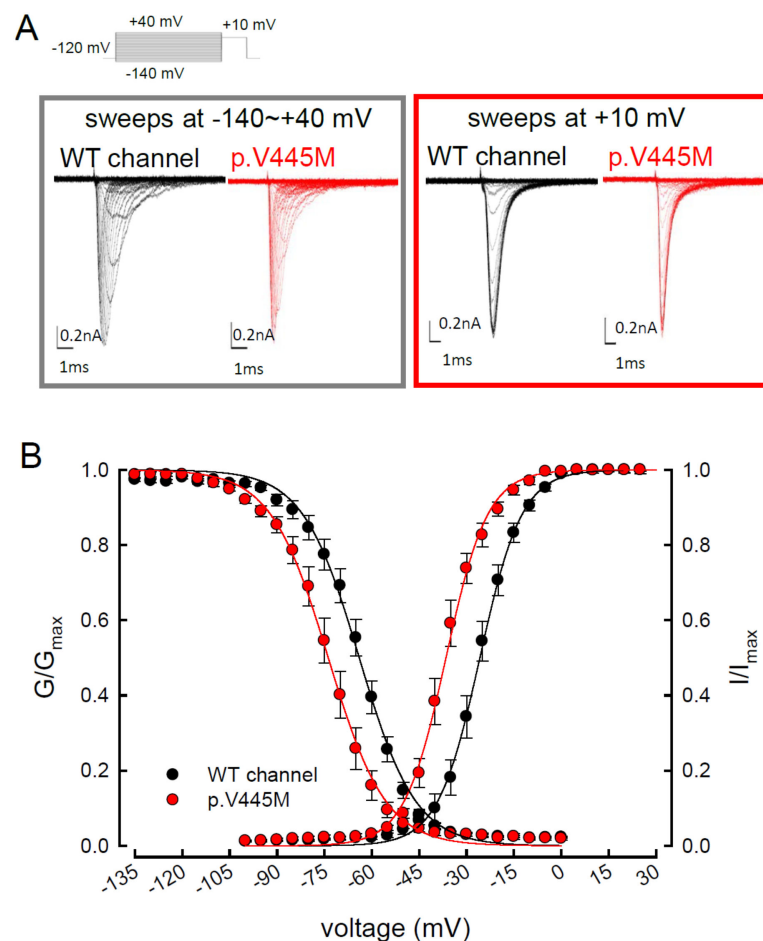 A
+40 mV
+10 mV
-120 mV
-140 mV
sweeps at -140~+40 mV
WT channel
p.V445M
0.2nA
1ms
0.2nA
1ms
sweeps at +10 mV
WT channel
p.V445M
0.2nA
1ms
0.2nA
1ms
B
1.0
0.8
0.6
0.4
0.2
0.0
G/Gmax
WT channel
p.V445M
1.0
0.8
0.6
0.4
0.2
0.0
I/Imax
-135 -120 -105 -90 -75 -60 -45 -30 -15 0 15 30
voltage (mV)